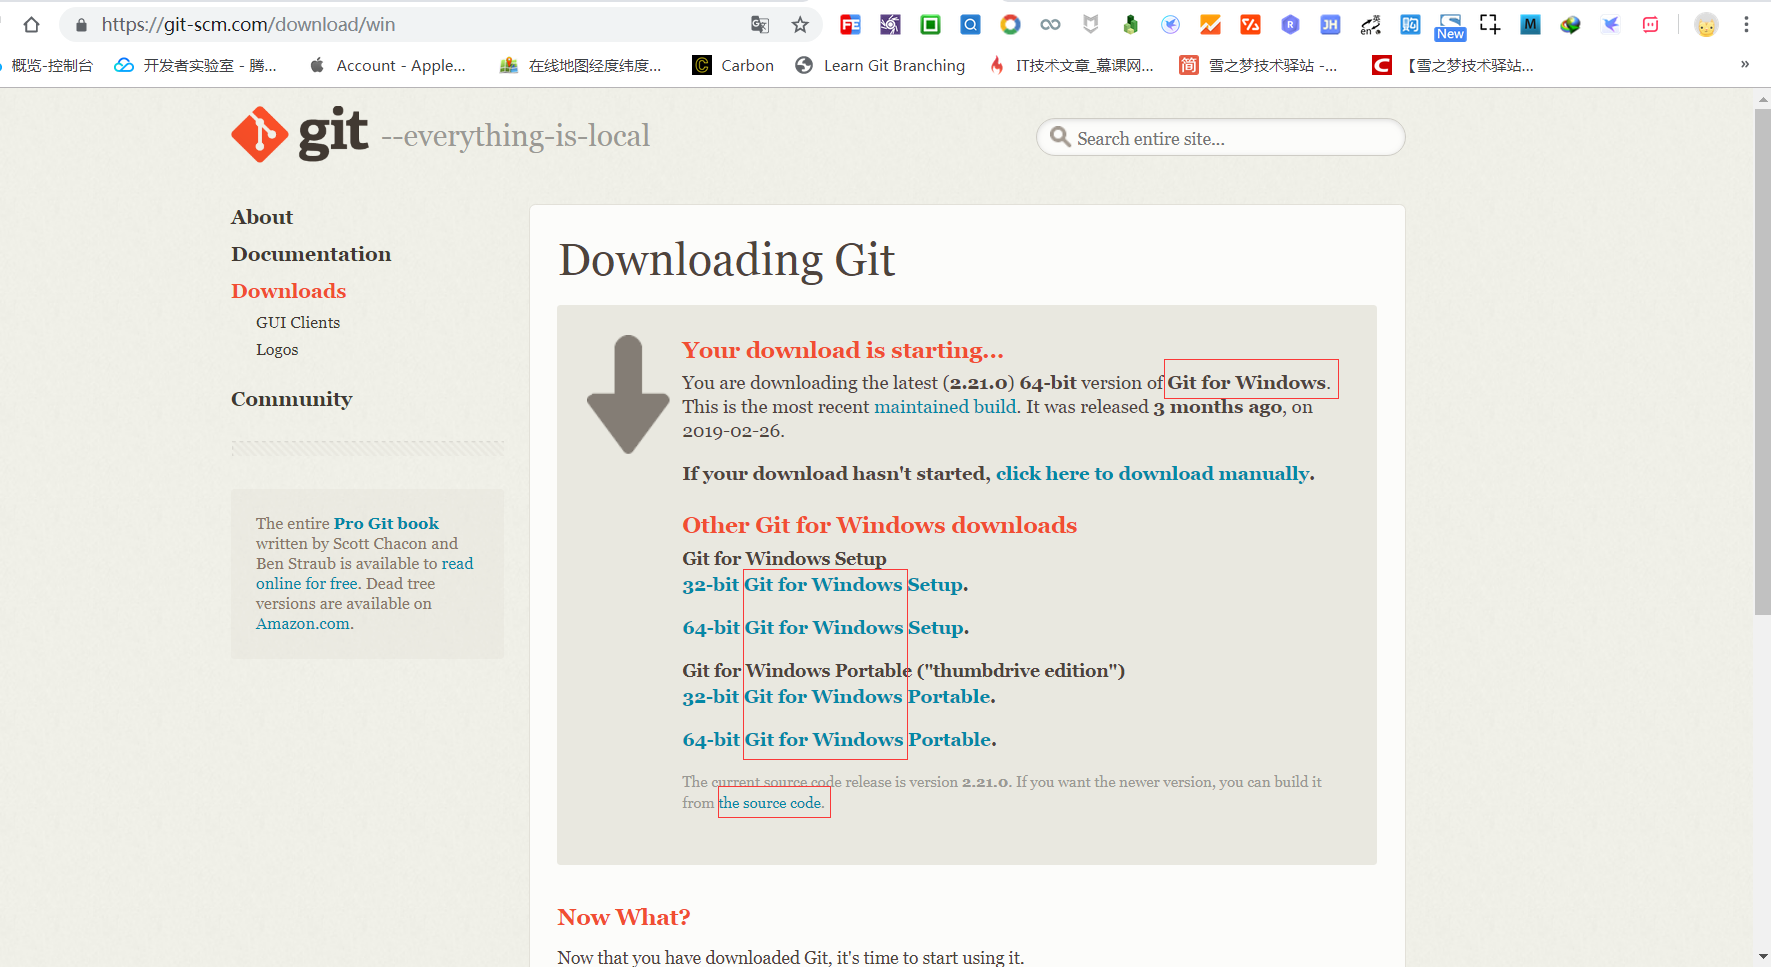 https://git-scm.com/download/win
New
概览-控制台
开发者实验室 - 腾...
Account - Apple...
在线地图经度纬度...
Carbon
Learn Git Branching
IT技术文章_慕课网...
雪之梦技术驿站 -...
【雪之梦技术驿站...
»
git --everything-is-local
Search entire site...
About
Documentation
Downloads
GUI Clients
Logos
Community
The entire Pro Git book
written by Scott Chacon and
Ben Straub is available to read
online for free. Dead tree
versions are available on
Amazon.com.
Downloading Git
Your download is starting...
You are downloading the latest (2.21.0) 64-bit version of Git for Windows.
This is the most recent maintained build. It was released 3 months ago, on
2019-02-26.
If your download hasn't started, click here to download manually.
Other Git for Windows downloads
Git for Windows Setup
32-bit Git for Windows Setup.
64-bit Git for Windows Setup.
Git for Windows Portable ("thumbdrive edition")
32-bit Git for Windows Portable.
64-bit Git for Windows Portable.
The current source code release is version 2.21.0. If you want the newer version, you can build it
from the source code.
Now What?
Now that you have downloaded Git, it's time to start using it.